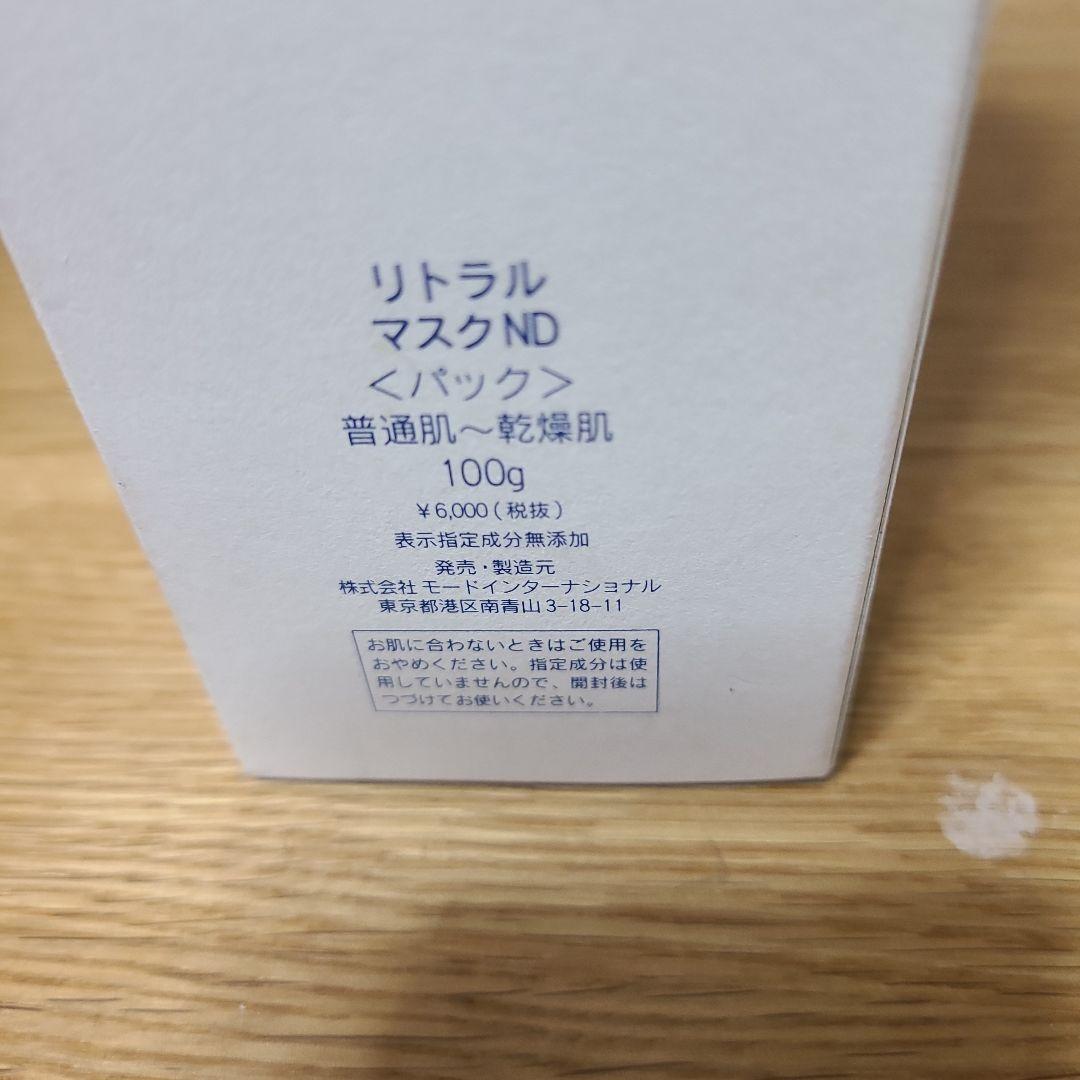 リトラル
マスクND
＜パック＞
普通肌～乾燥肌
100g
￥6,000(税抜)
表示指定成分無添加
発売・製造元
株式会社 モードインターナショナル
東京都港区南青山3-18-11
お肌に合わないときはご使用を
おやめください。指定成分は使
用していませんので、開封後は
つづけてお使いください。